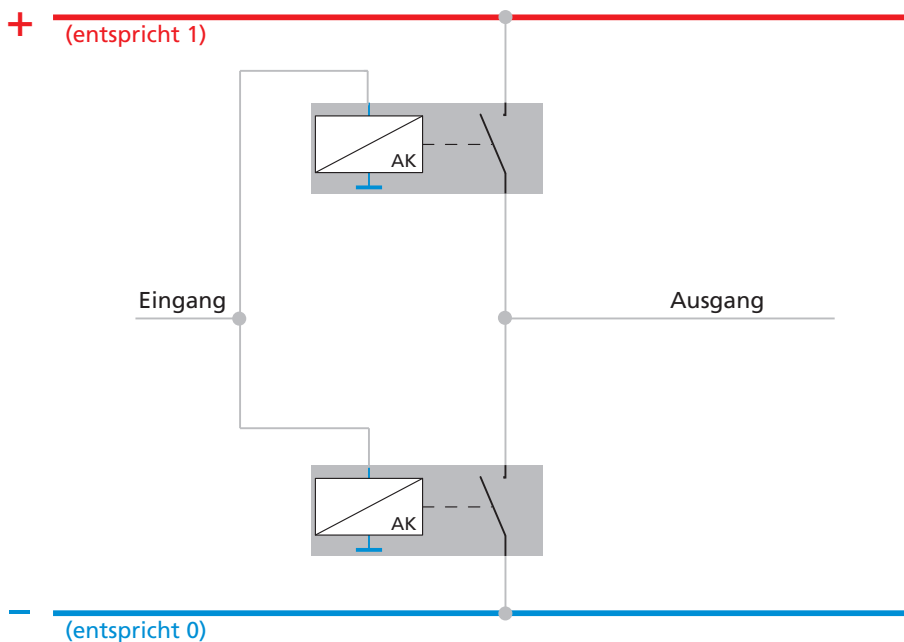 +
(entspricht 1)
AK
Eingang
Ausgang
AK
–
(entspricht 0)